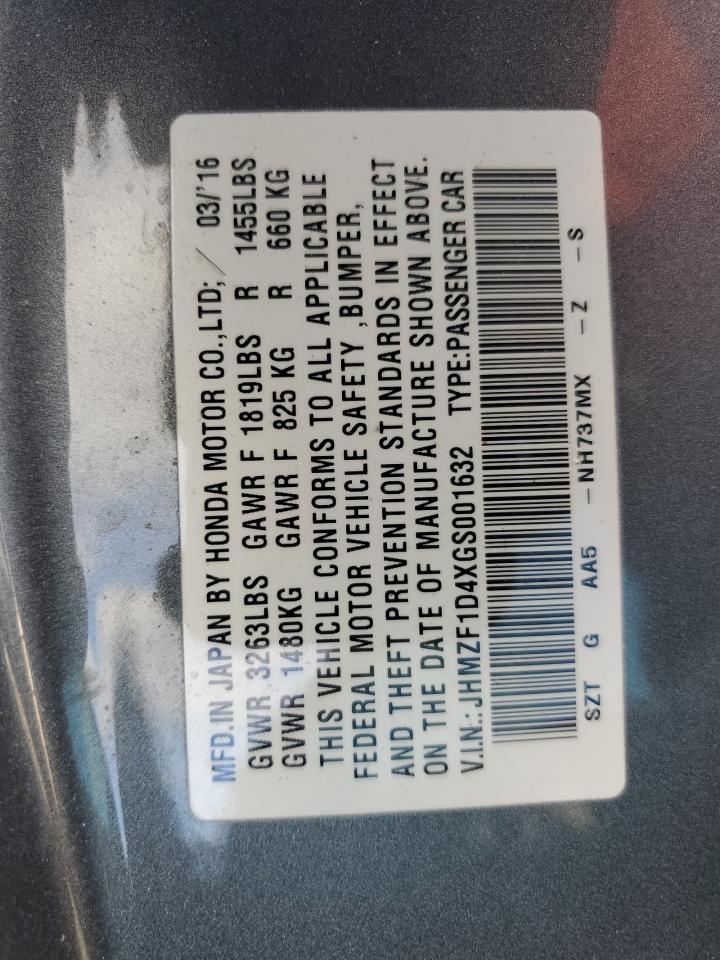 MFD.IN JAPAN BY HONDA MOTOR CO.,LTD; / 03/'16
GVWR 3263LBS GAWR F 1819LBS R 1455LBS
GVWR 1480KG GAWR F 825 KG R 660 KG
THIS VEHICLE CONFORMS TO ALL APPLICABLE
FEDERAL MOTOR VEHICLE SAFETY ,BUMPER,
AND THEFT PREVENTION STANDARDS IN EFFECT
ON THE DATE OF MANUFACTURE SHOWN ABOVE.
V.I.N.: JHMZF1D4XGS001632 TYPE:PASSENGER CAR
SZT G AA5 -NH737MX -Z -S